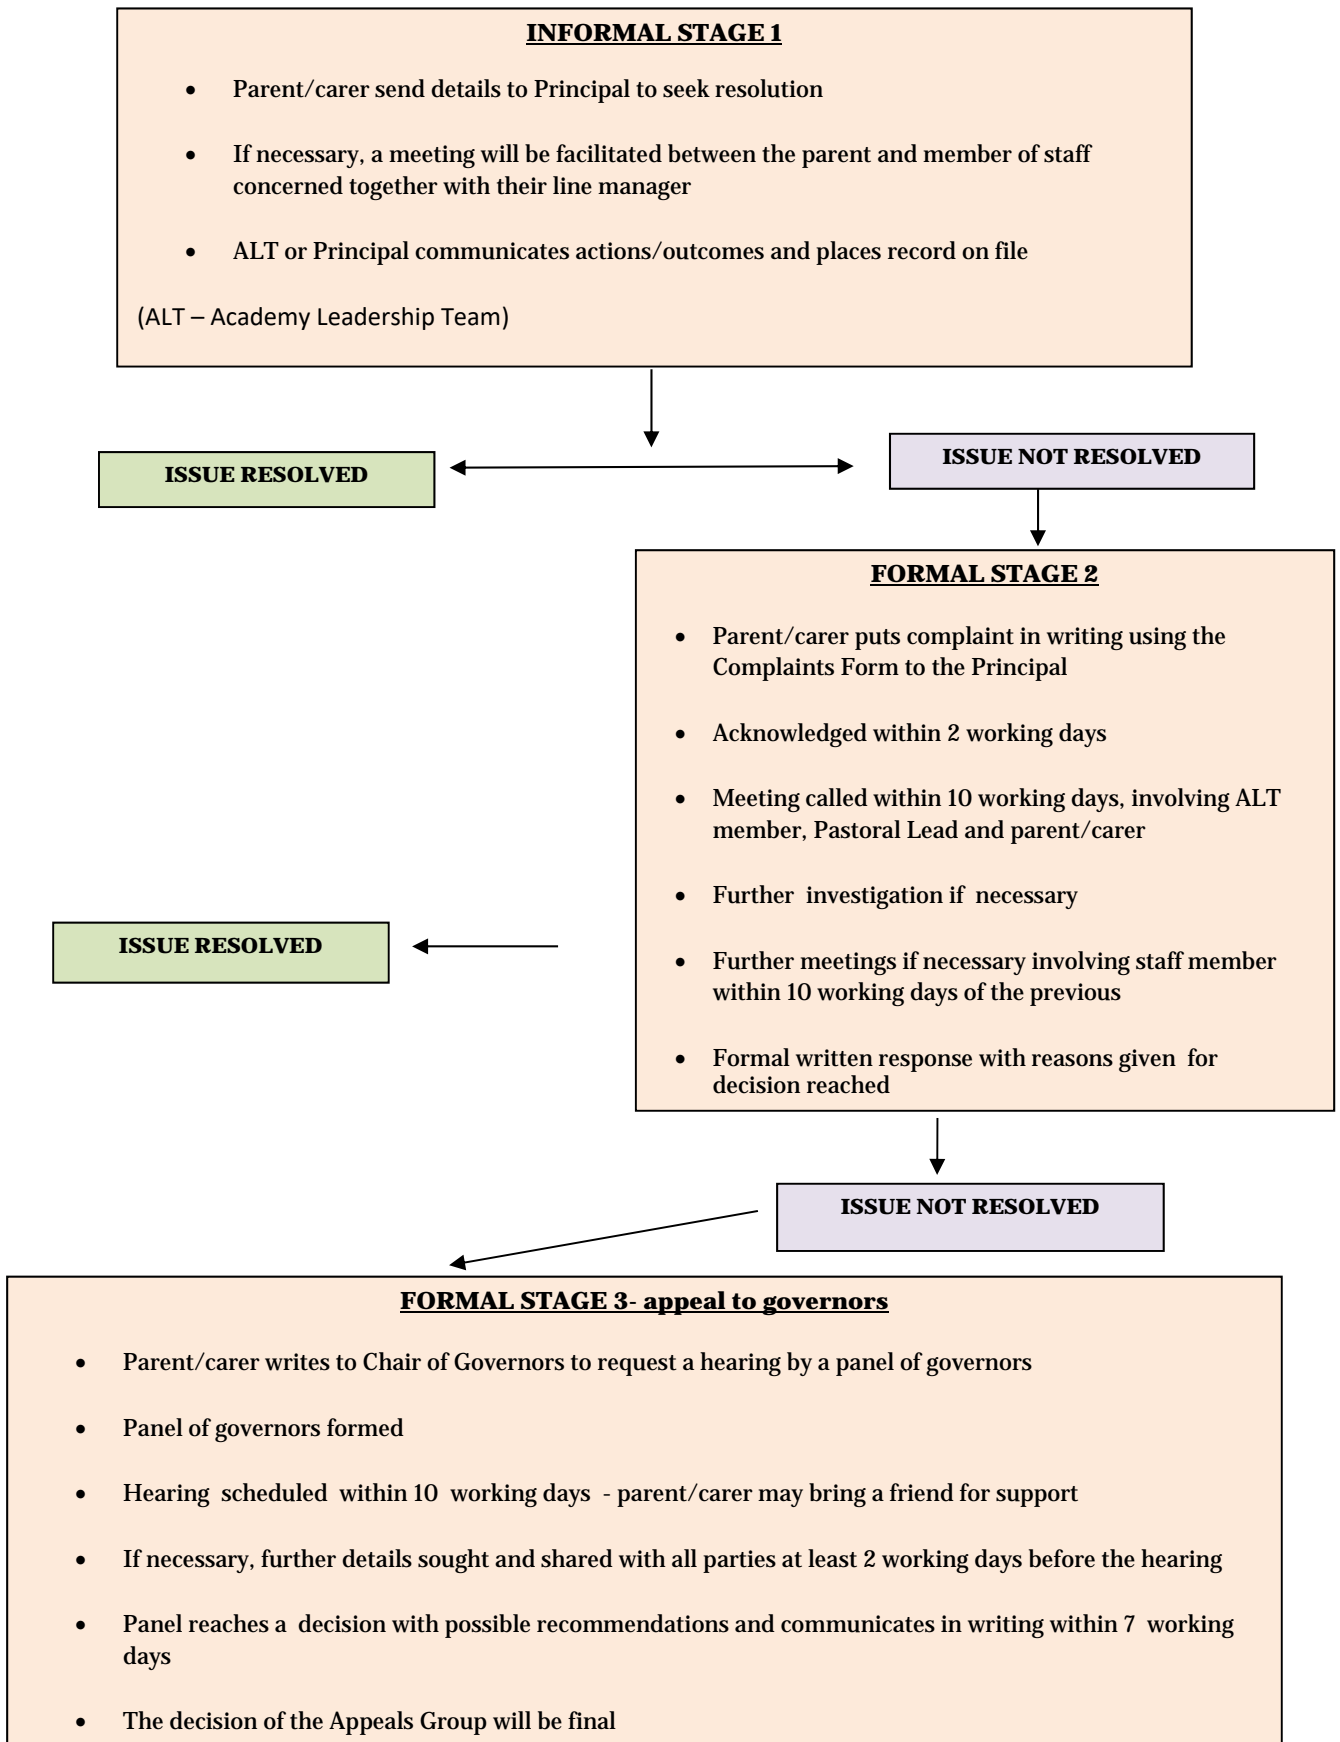 INFORMAL STAGE 1
• Parent/carer send details to Principal to seek resolution
• If necessary, a meeting will be facilitated between the parent and member of staff
concerned together with their line manager
• ALT or Principal communicates actions/outcomes and places record on file
(ALT – Academy Leadership Team)
ISSUE RESOLVED
ISSUE NOT RESOLVED
FORMAL STAGE 2
• Parent/carer puts complaint in writing using the
Complaints Form to the Principal
• Acknowledged within 2 working days
• Meeting called within 10 working days, involving ALT
member, Pastoral Lead and parent/carer
• Further investigation if necessary
• Further meetings if necessary involving staff member
within 10 working days of the previous
• Formal written response with reasons given for
decision reached
ISSUE RESOLVED
ISSUE NOT RESOLVED
FORMAL STAGE 3- appeal to governors
• Parent/carer writes to Chair of Governors to request a hearing by a panel of governors
• Panel of governors formed
• Hearing scheduled within 10 working days - parent/carer may bring a friend for support
• If necessary, further details sought and shared with all parties at least 2 working days before the hearing
• Panel reaches a decision with possible recommendations and communicates in writing within 7 working
days
• The decision of the Appeals Group will be final